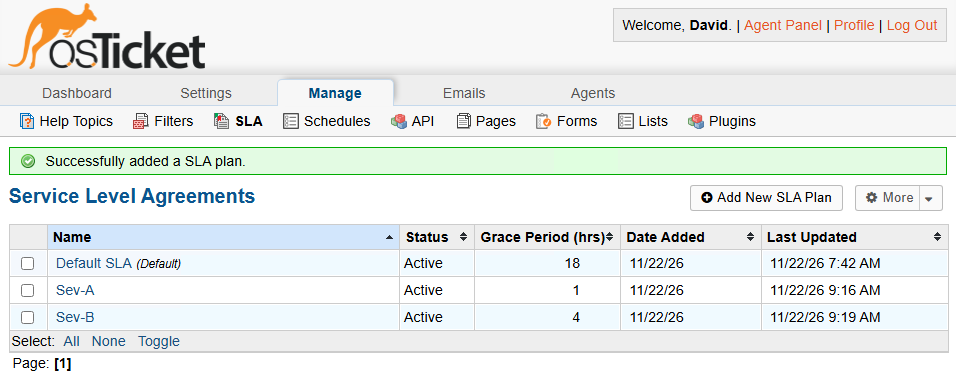 osTicket
Welcome, David. | Agent Panel | Profile | Log Out
Dashboard Settings Manage Emails Agents
Help Topics Filters SLA Schedules API Pages Forms Lists Plugins
Successfully added a SLA plan.
Service Level Agreements Add New SLA Plan More
Name Status Grace Period (hrs) Date Added Last Updated
Default SLA (Default) Active 18 11/22/26 11/22/26 7:42 AM
Sev-A Active 1 11/22/26 11/22/26 9:16 AM
Sev-B Active 4 11/22/26 11/22/26 9:19 AM
Select: All None Toggle
Page: [1]